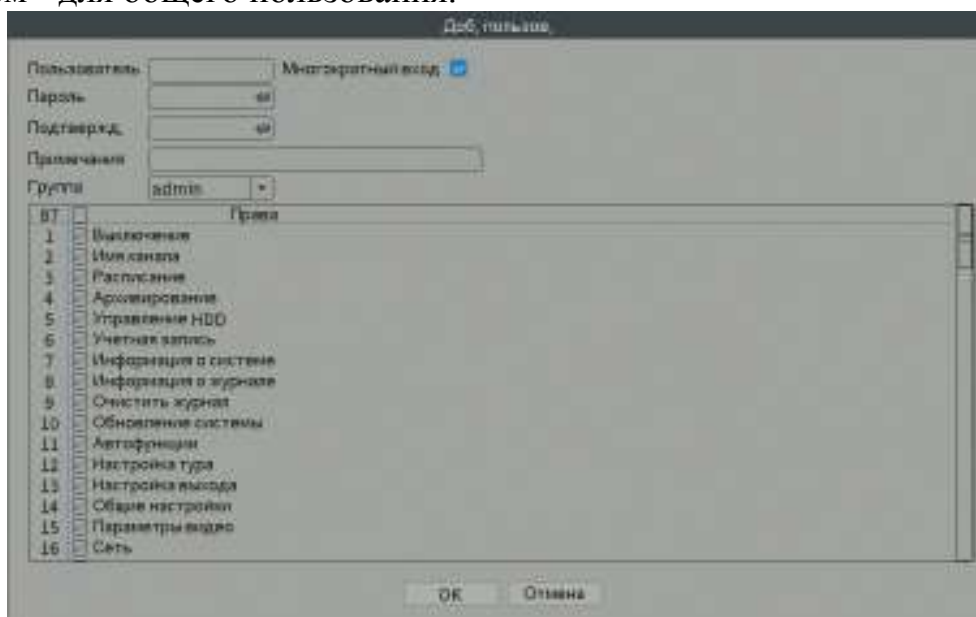 для общего пользования.
Доб, пользов,
Пользователь Многократный вход
Пароль
Подтвержд,
Примечания
Группа admin
87 Права
1 Выключение
2 Имя канала
3 Расписание
4 Архивирование
5 Управление HDD
6 Учетная запись
7 Информация о системе
8 Информация о журнале
9 Очистить журнал
10 Обновление системы
11 Автофункции
12 Настройка тура
13 Настройка выхода
14 Общие настройки
15 Параметры видео
16 Сеть
OK Отмена